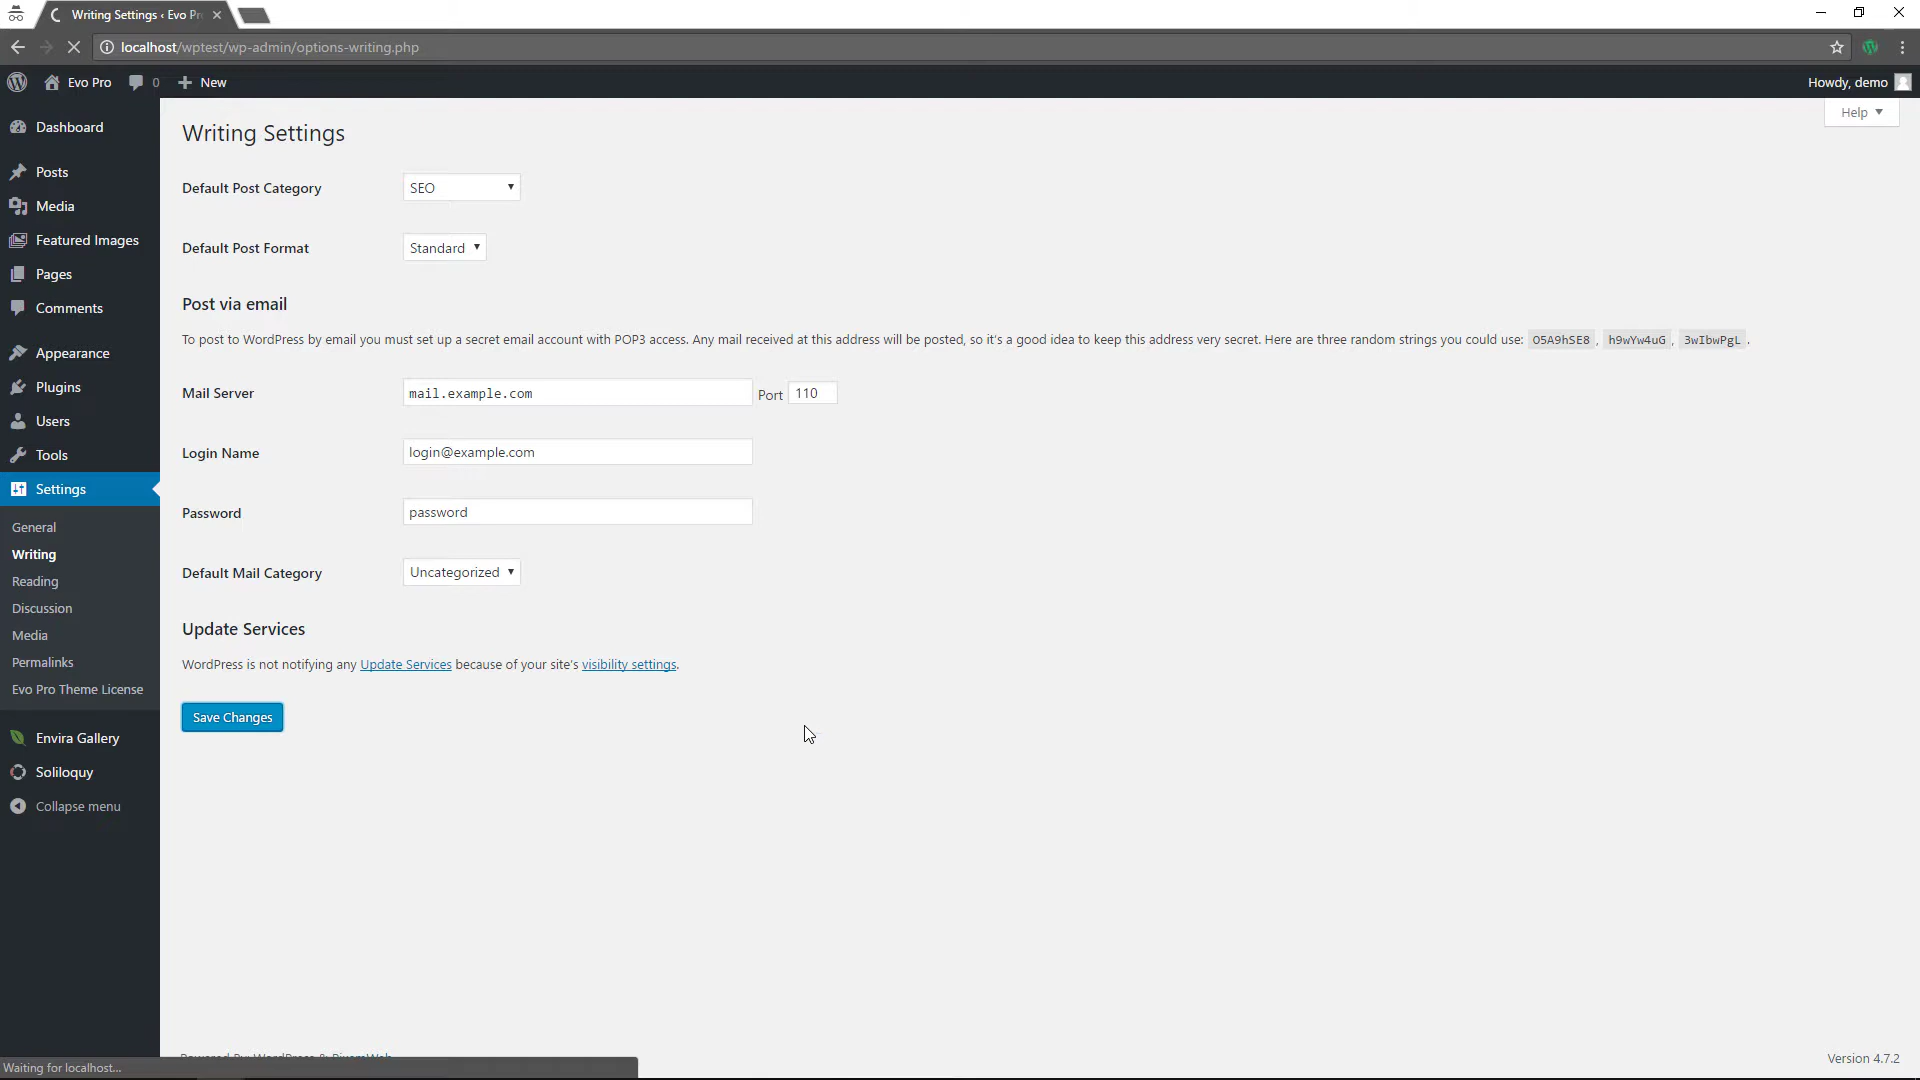 Writing Settings ‹ Evo Pr
localhost/wptest/wp-admin/options-writing.php
Evo Pro 0 New Howdy, demo
Help
Dashboard
Posts
Media
Featured Images
Pages
Comments
Appearance
Plugins
Users
Tools
Settings
General
Writing
Reading
Discussion
Media
Permalinks
Evo Pro Theme License
Envira Gallery
Soliloquy
Collapse menu
Writing Settings
Default Post Category SEO
Default Post Format Standard
Post via email
To post to WordPress by email you must set up a secret email account with POP3 access. Any mail received at this address will be posted, so it's a good idea to keep this address very secret. Here are three random strings you could use: O5A9hSE8 , h9wYw4uG , 3wIbwPgL .
Mail Server mail.example.com Port 110
Login Name login@example.com
Password password
Default Mail Category Uncategorized
Update Services
WordPress is not notifying any Update Services because of your site's visibility settings.
Save Changes
Version 4.7.2
Waiting for localhost...